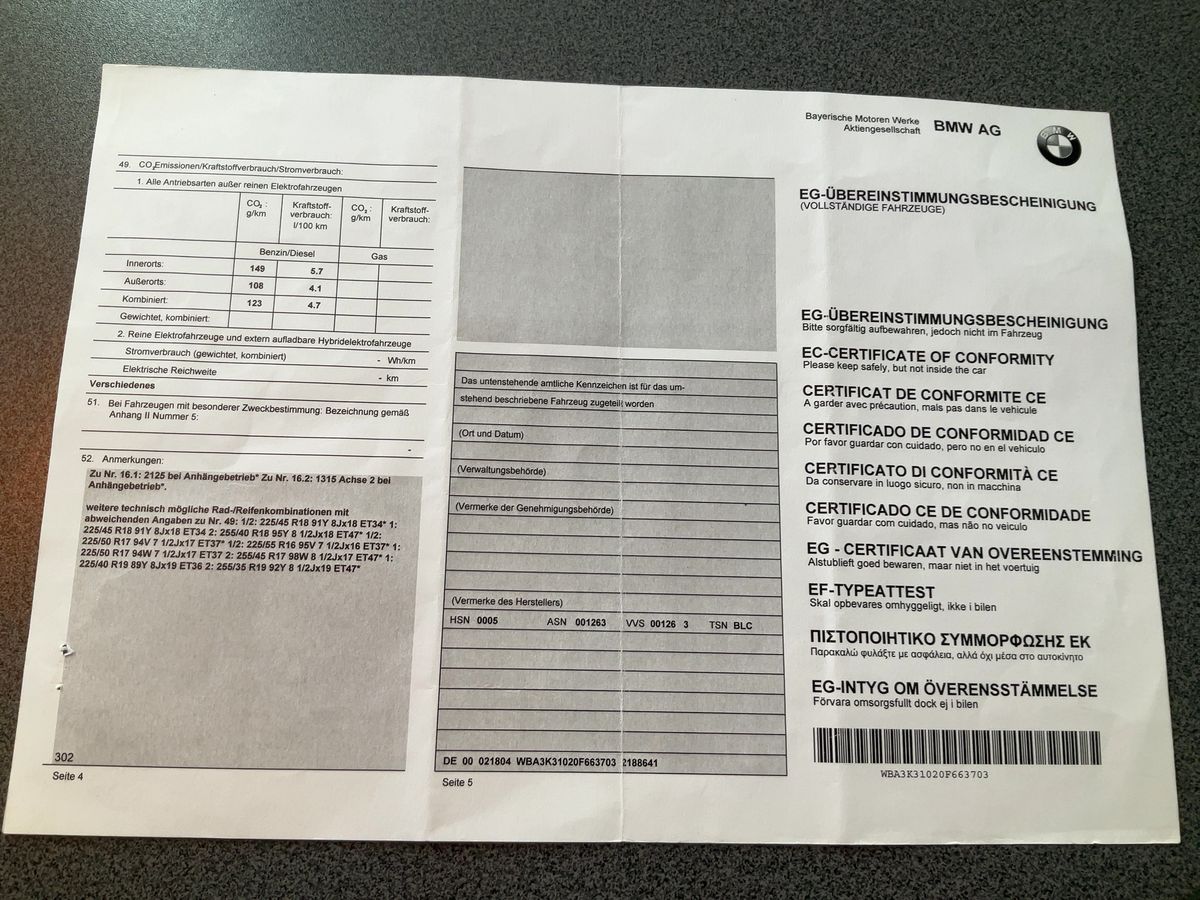 49. CO₂Emissionen/Kraftstoffverbrauch/Stromverbrauch:
1. Alle Antriebsarten außer reinen Elektrofahrzeugen
CO₂ : g/km Kraftstoff-verbrauch: l/100 km CO₂ : g/km Kraftstoff-verbrauch:
Benzin/Diesel Gas
Innerorts: 149 5.7
Außerorts: 108 4.1
Kombiniert: 123 4.7
Gewichtet, kombiniert:
2. Reine Elektrofahrzeuge und extern aufladbare Hybridelektrofahrzeuge
Stromverbrauch (gewichtet, kombiniert) - Wh/km
Elektrische Reichweite - km
Verschiedenes
51. Bei Fahrzeugen mit besonderer Zweckbestimmung: Bezeichnung gemäß
Anhang II Nummer 5:
-
52. Anmerkungen:
Zu Nr. 16.1: 2125 bei Anhängebetrieb* Zu Nr. 16.2: 1315 Achse 2 bei
Anhängebetrieb*.
weitere technisch mögliche Rad-/Reifenkombinationen mit
abweichenden Angaben zu Nr. 49: 1/2: 225/45 R18 91Y 8Jx18 ET34* 1:
225/45 R18 91Y 8Jx18 ET34 2: 255/40 R18 95Y 8 1/2Jx18 ET47* 1/2:
225/50 R17 94V 7 1/2Jx17 ET37* 1/2: 225/55 R16 95V 7 1/2Jx16 ET37* 1:
225/50 R17 94W 7 1/2Jx17 ET37 2: 255/45 R17 98W 8 1/2Jx17 ET47* 1:
225/40 R19 89Y 8Jx19 ET36 2: 255/35 R19 92Y 8 1/2Jx19 ET47*
302
Seite 4
Das untenstehende amtliche Kennzeichen ist für das um-
stehend beschriebene Fahrzeug zugeteilt worden
(Ort und Datum)
(Verwaltungsbehörde)
(Vermerke der Genehmigungsbehörde)
(Vermerke des Herstellers)
HSN 0005 ASN 001263 VVS 00126 3 TSN BLC
DE 00 021804 WBA3K31020F663703 2188641
Seite 5
Bayerische Motoren Werke
Aktiengesellschaft
BMW AG
BMW
EG-ÜBEREINSTIMMUNGSBESCHEINIGUNG
(VOLLSTÄNDIGE FAHRZEUGE)
EG-ÜBEREINSTIMMUNGSBESCHEINIGUNG
Bitte sorgfältig aufbewahren, jedoch nicht im Fahrzeug
EC-CERTIFICATE OF CONFORMITY
Please keep safely, but not inside the car
CERTIFICAT DE CONFORMITE CE
A garder avec précaution, mais pas dans le vehicule
CERTIFICADO DE CONFORMIDAD CE
Por favor guardar con cuidado, pero no en el vehiculo
CERTIFICATO DI CONFORMITÀ CE
Da conservare in luogo sicuro, non in macchina
CERTIFICADO CE DE CONFORMIDADE
Favor guardar com cuidado, mas não no veiculo
EG - CERTIFICAAT VAN OVEREENSTEMMING
Alstublieft goed bewaren, maar niet in het voertuig
EF-TYPEATTEST
Skal opbevares omhyggeligt, ikke i bilen
ΠΙΣΤΟΠΟΙΗΤΙΚΟ ΣΥΜΜΟΡΦΩΣΗΣ ΕΚ
Παρακαλώ φυλάξτε με ασφάλεια, αλλά όχι μέσα στο αυτοκίνητο
EG-INTYG OM ÖVERENSSTÄMMELSE
Förvara omsorgsfullt dock ej i bilen
WBA3K31020F663703